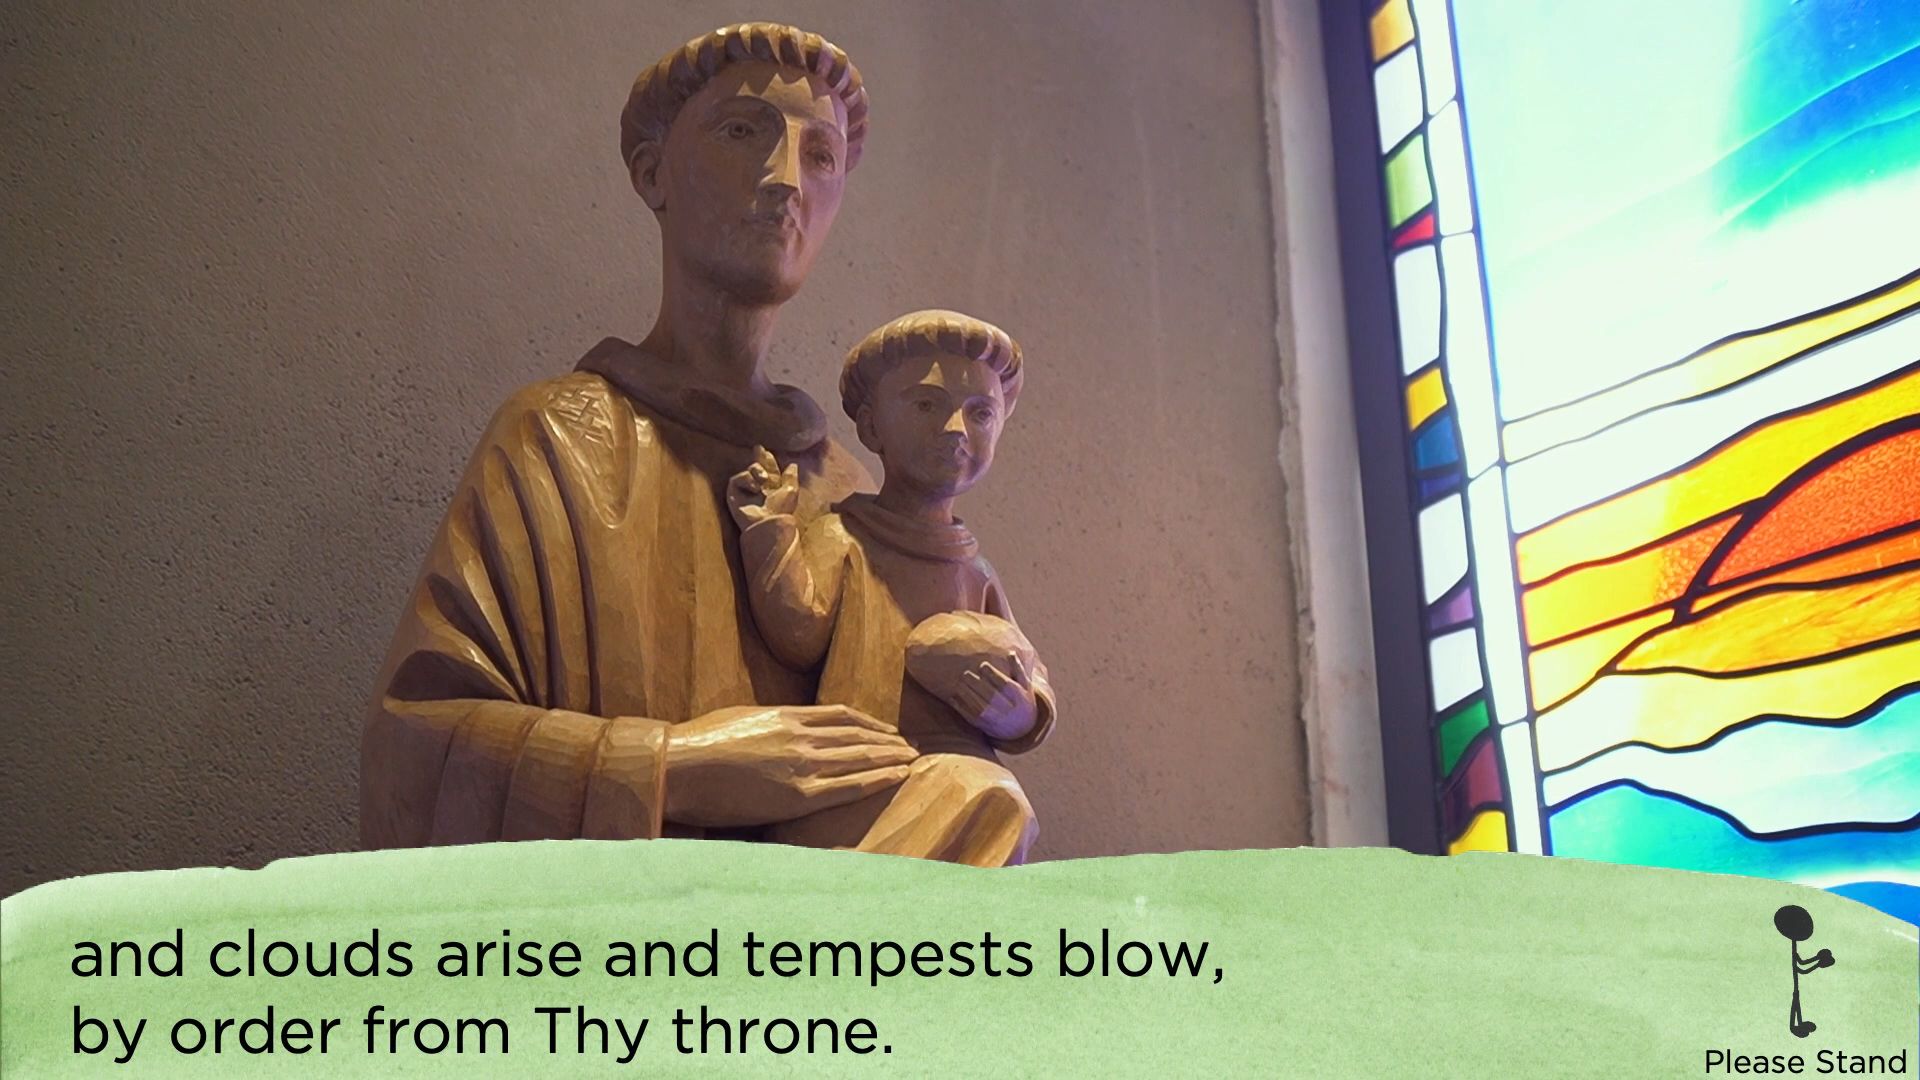 and clouds arise and tempests blow,
by order from Thy throne.
Please Stand